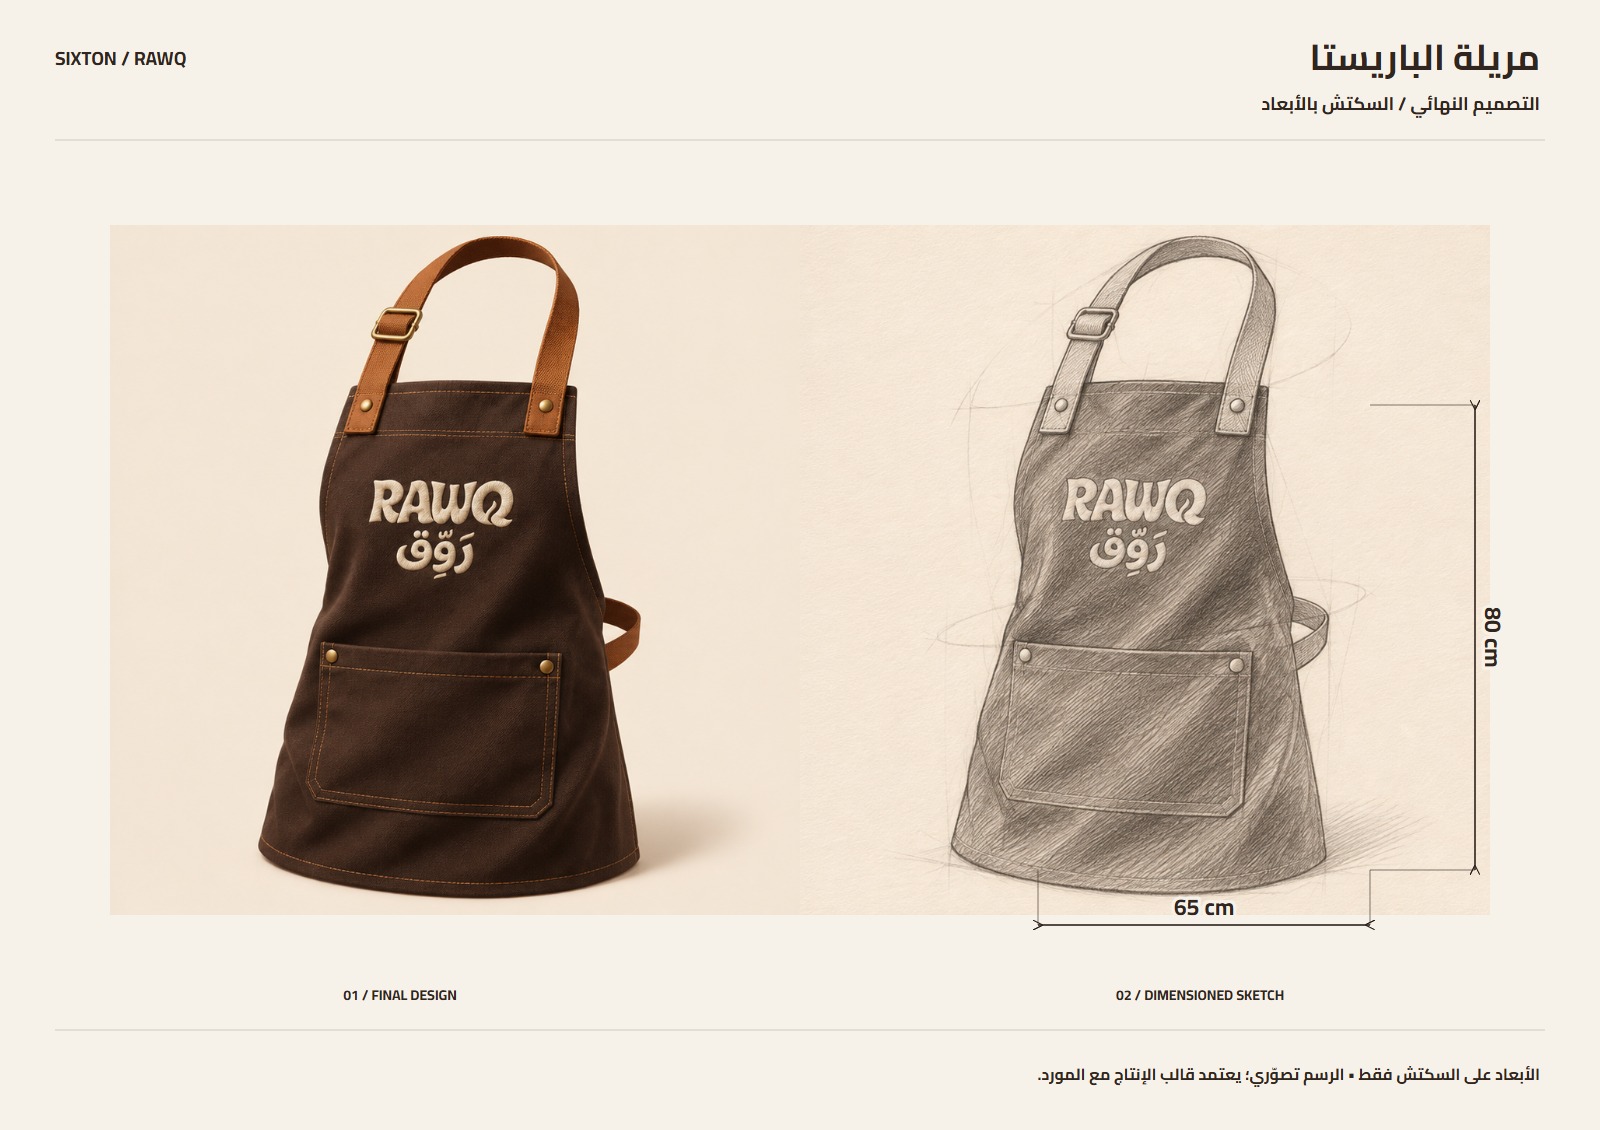 SIXTON / RAWQ
مريلة الباريستا
التصميم النهائي / السكتش بالأبعاد
RAWQ
رَوِّق
RAWQ
رَوِّق
80 cm
65 cm
01 / FINAL DESIGN
02 / DIMENSIONED SKETCH
الأبعاد على السكتش فقط • الرسم تصوّري؛ يعتمد قالب الإنتاج مع المورد.